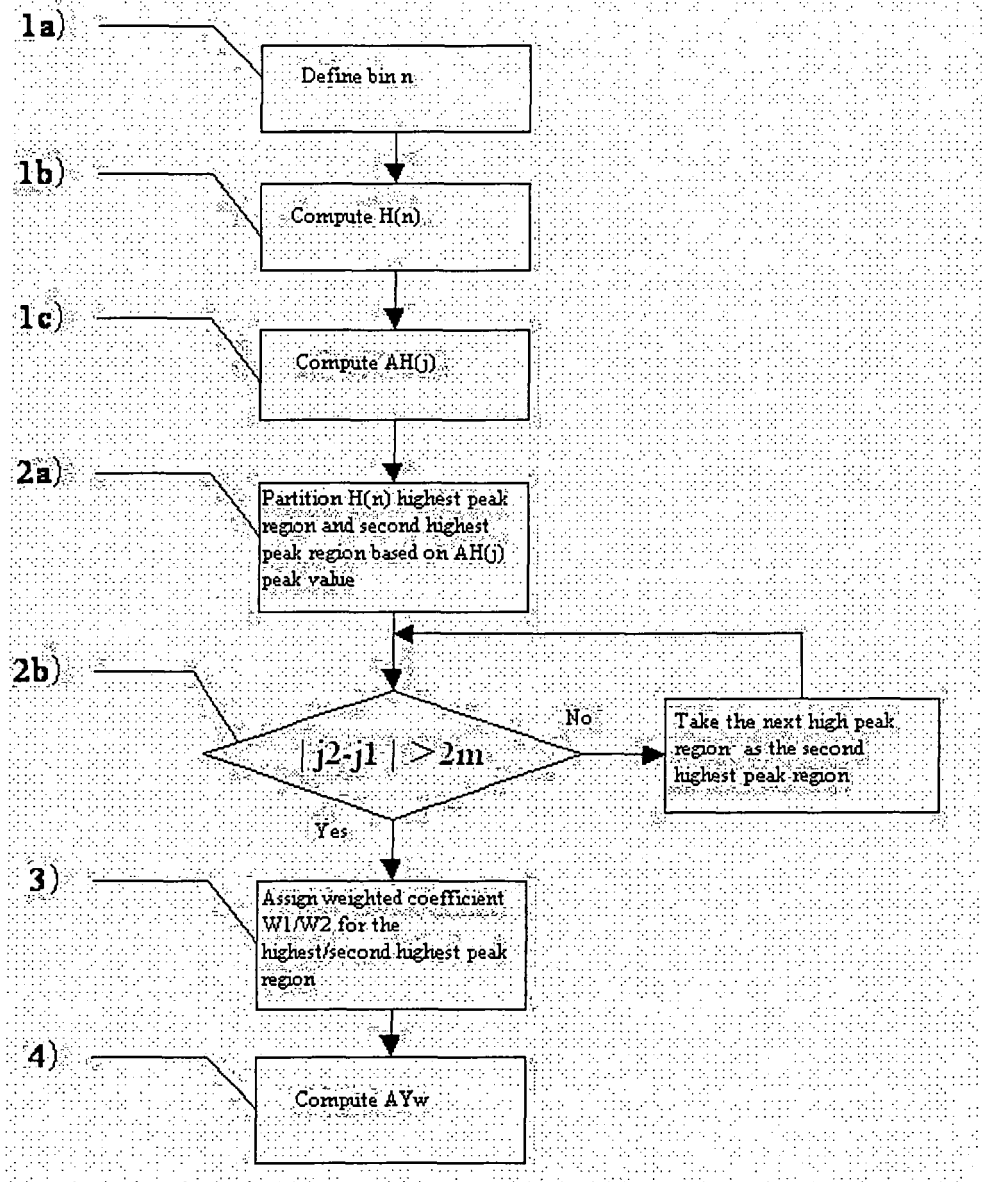 1a)
Define bin n
1b)
Compute H(n)
1c)
Compute AH(j)
2a)
Partition H(n) highest peak
region and second highest
peak region based on AH(j)
peak value
2b)
| j2-j1 | >2m
No
Take the next high peak
region as the second
highest peak region
Yes
3)
Assign weighted coefficient
W1/W2 for the
highest/second highest peak
region
4)
Compute AYw